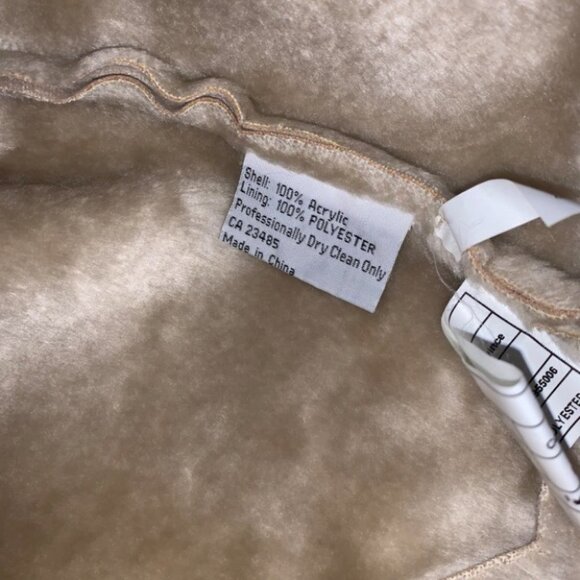 Shell: 100% Acrylic
Lining: 100% POLYESTER
Professionally Dry Clean Only
CA 23485
Made in China